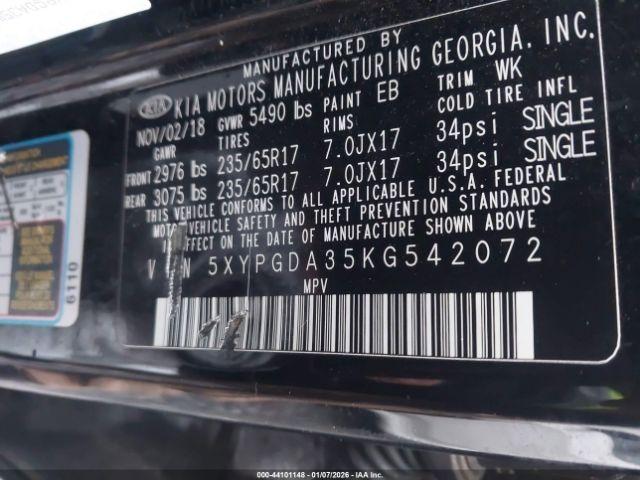 MANUFACTURED BY
KIA KIA MOTORS MANUFACTURING GEORGIA, INC.
NOV/02/18 GVWR 5490 lbs PAINT EB TRIM WK
GAWR TIRES RIMS COLD TIRE INFL
FRONT 2976 lbs 235/65R17 7.0JX17 34psi SINGLE
REAR 3075 lbs 235/65R17 7.0JX17 34psi SINGLE
THIS VEHICLE CONFORMS TO ALL APPLICABLE U.S.A. FEDERAL
MOTOR VEHICLE SAFETY AND THEFT PREVENTION STANDARDS
IN EFFECT ON THE DATE OF MANUFACTURE SHOWN ABOVE
VIN 5XYPGDA35KG542072
MPV
6110
000-44101148 - 01/07/2026 - IAA Inc.